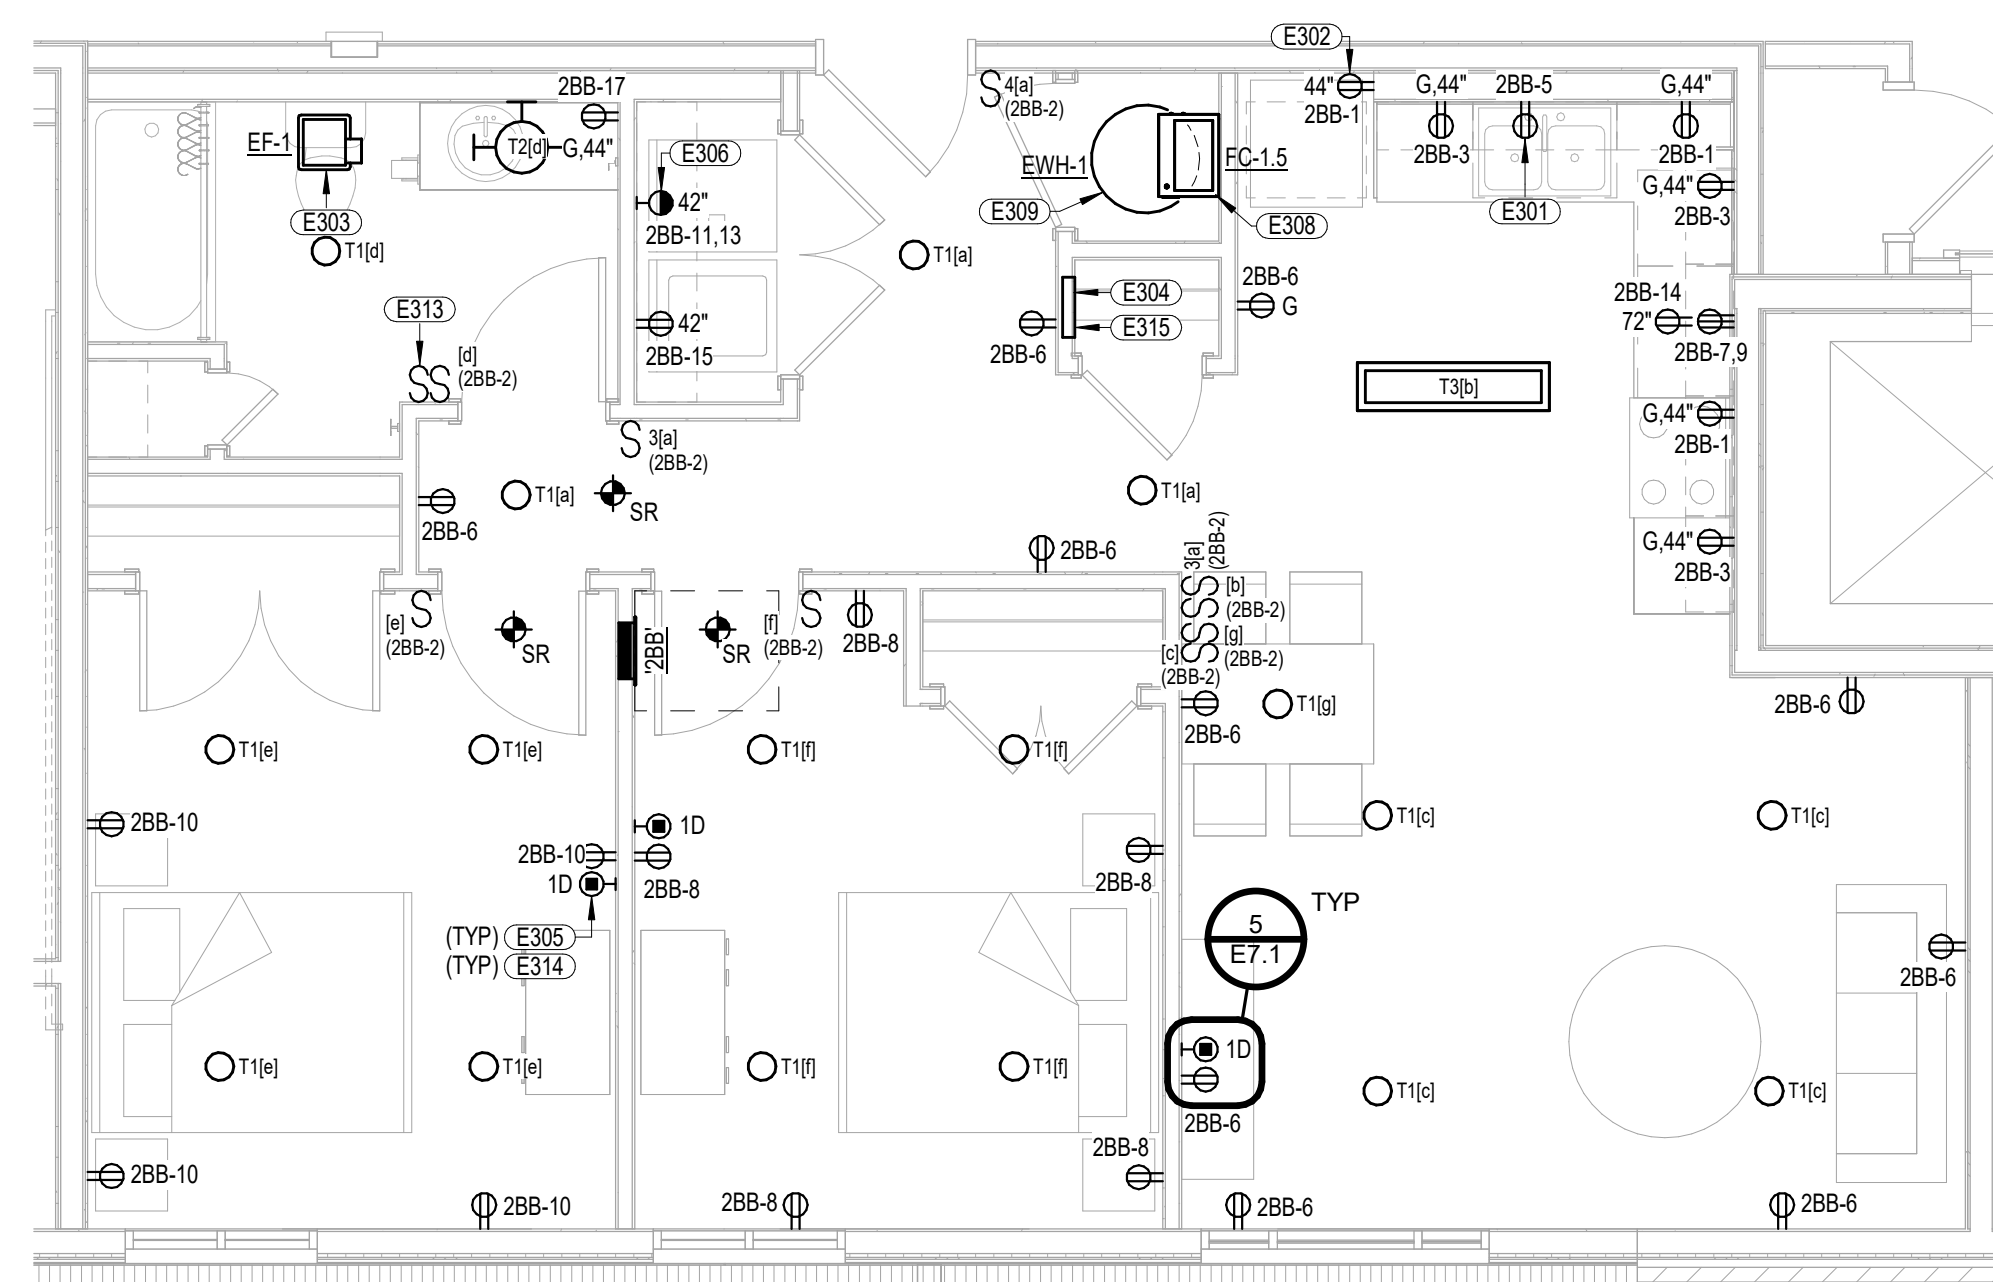 E302
2BB-17
4[a]
(2BB-2)
44"
2BB-1
G,44"
2BB-5
G,44"
EF-1
T2[d]
G,44"
E306
EWH-1
FC-1.5
2BB-3
2BB-1
G,44"
2BB-3
E303
42"
E309
E308
E301
2BB-11,13
T1[d]
T1[a]
2BB-6
G
E304
2BB-14
E313
42"
E315
72"
2BB-15
2BB-6
2BB-7,9
[d]
(2BB-2)
T3[b]
G,44"
2BB-1
3[a]
(2BB-2)
T1[a]
SR
T1[a]
2BB-6
3[a]
(2BB-2)
G,44"
2BB-3
2BB-6
[b]
(2BB-2)
[e]
(2BB-2)
SR
'2BB'
SR
[f]
(2BB-2)
2BB-8
[g]
(2BB-2)
[c]
(2BB-2)
T1[g]
2BB-6
2BB-6
T1[e]
T1[e]
T1[f]
T1[f]
2BB-10
1D
T1[c]
T1[c]
2BB-10
1D
2BB-8
2BB-8
TYP
5
E7.1
(TYP)
E305
(TYP)
E314
2BB-6
T1[e]
T1[e]
T1[f]
T1[f]
1D
T1[c]
T1[c]
2BB-6
2BB-8
2BB-10
2BB-10
2BB-8
2BB-6
2BB-6